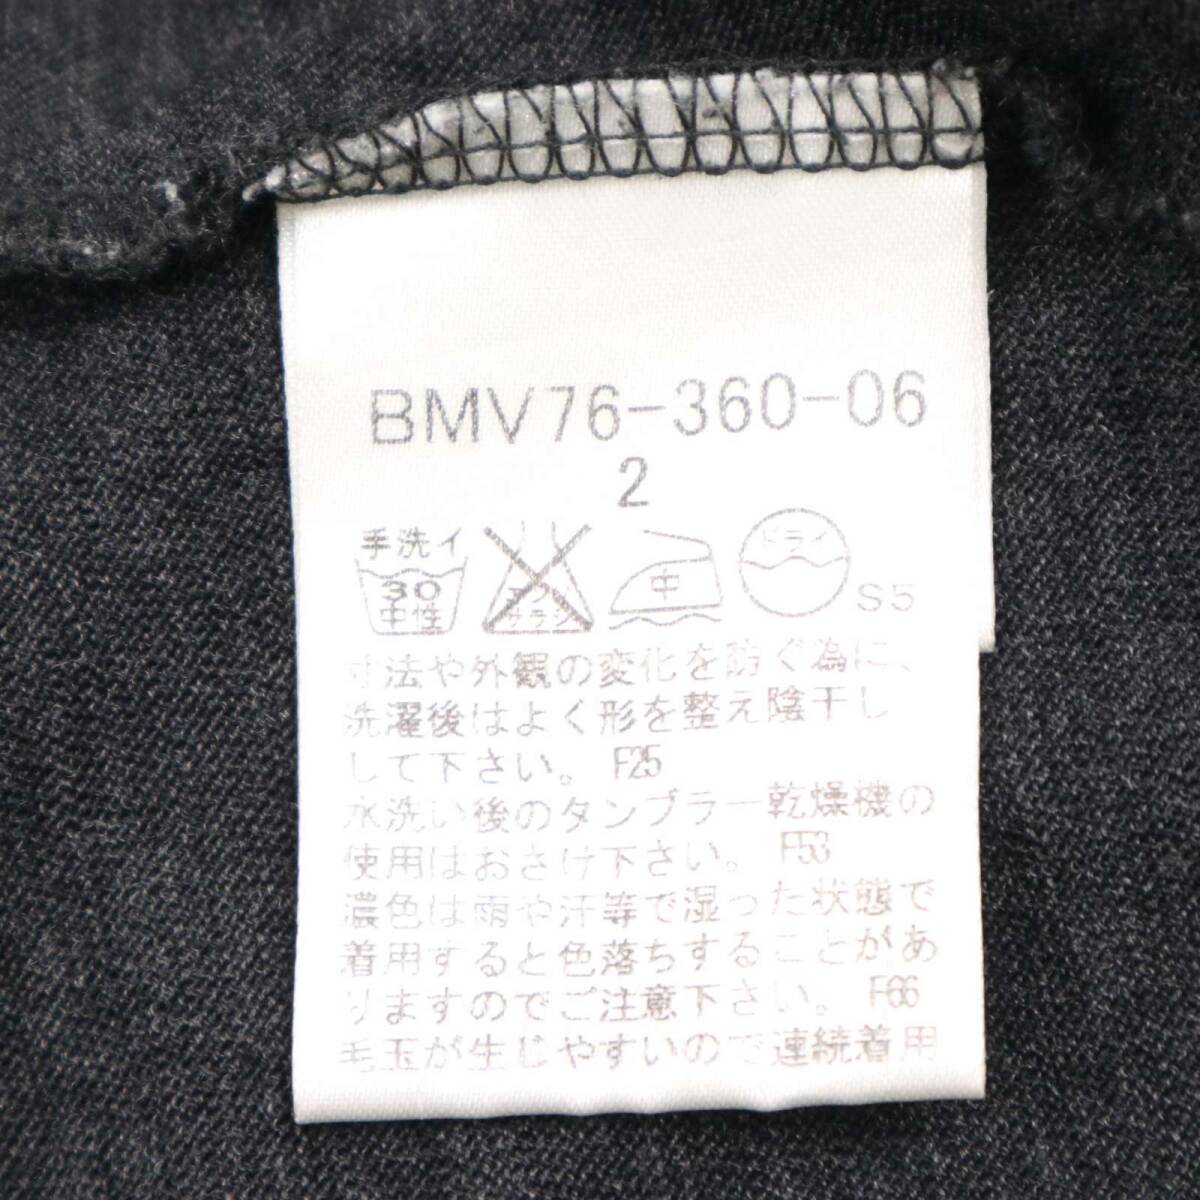 BMV76-360-06
2
手洗イ
30
中性
エンソ
サラシ
中
ドライ
S5
寸法や外観の変化を防ぐ為に、
洗濯後はよく形を整え陰干し
して下さい。 F25
水洗い後のタンブラー乾燥機の
使用はおさけ下さい。 F53
濃色は雨や汗等で湿った状態で
着用すると色落ちすることがあ
りますのでご注意下さい。 F66
毛玉が生じやすいので連続着用